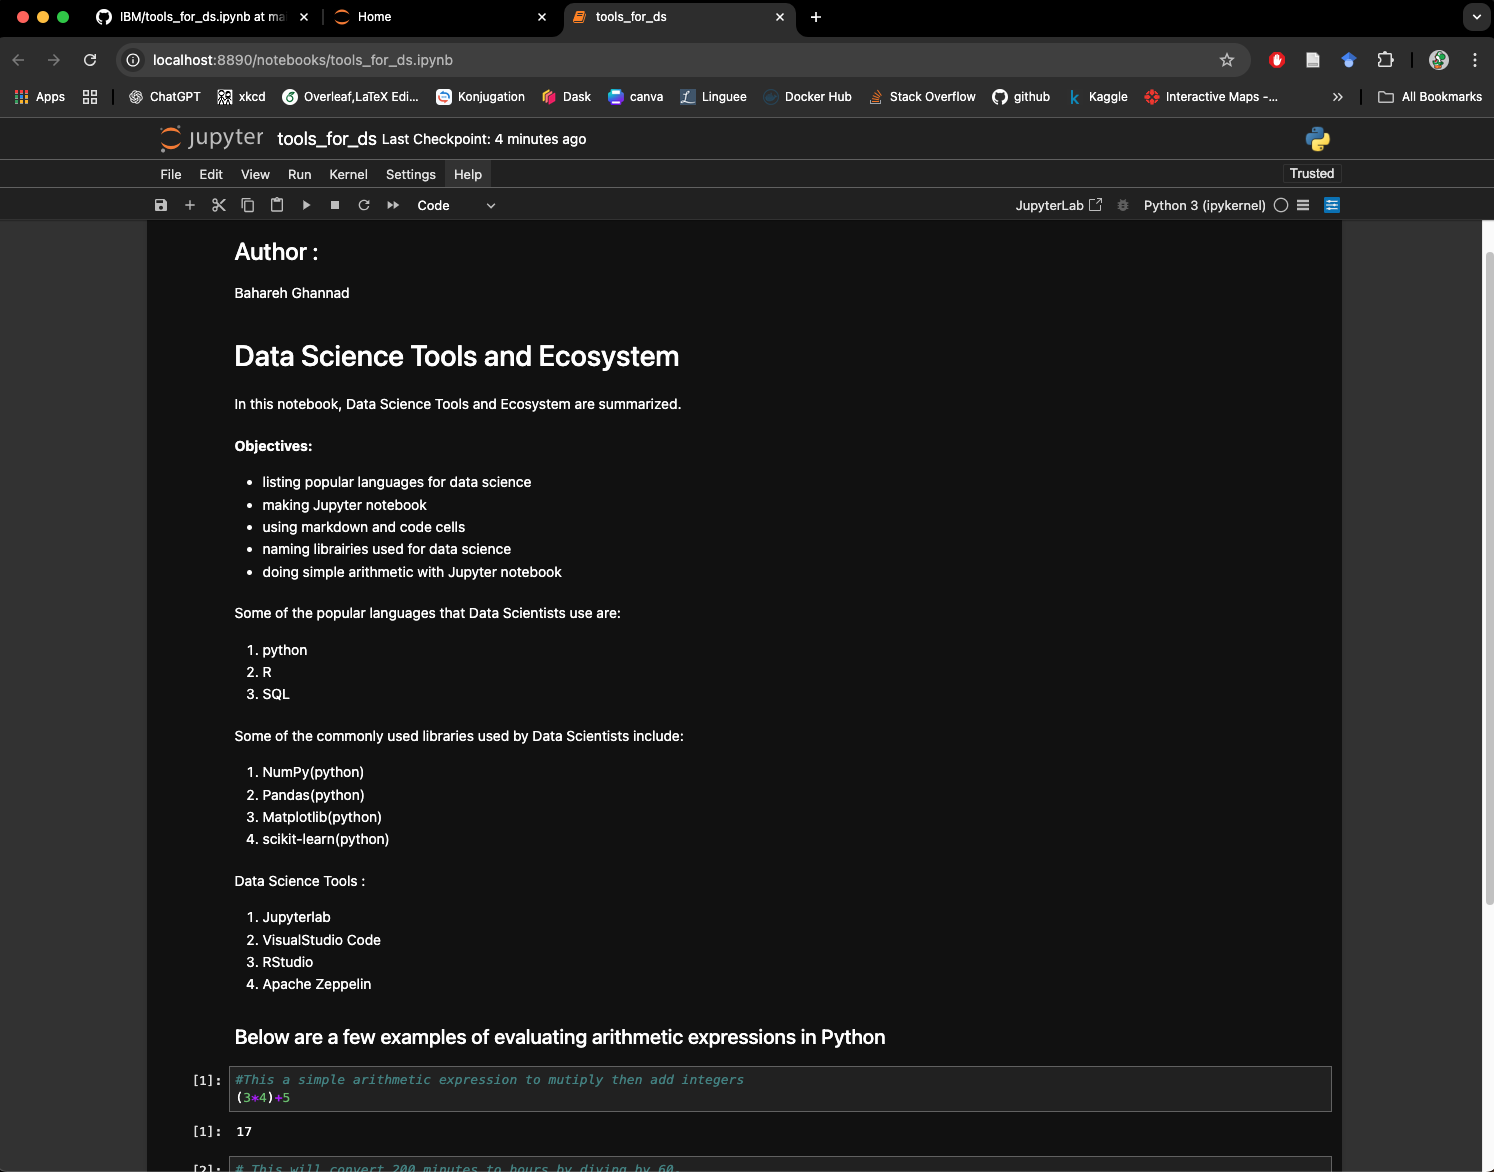 IBM/tools_for_ds.ipynb at ma
Home
tools_for_ds
localhost:8890/notebooks/tools_for_ds.ipynb
Apps
ChatGPT
xkcd
Overleaf,LaTeX Edi...
Konjugation
Dask
canva
Linguee
Docker Hub
Stack Overflow
github
Kaggle
Interactive Maps -...
All Bookmarks
jupyter tools_for_ds Last Checkpoint: 4 minutes ago
File Edit View Run Kernel Settings Help Trusted
Code JupyterLab Python 3 (ipykernel)
Author :
Bahareh Ghannad
Data Science Tools and Ecosystem
In this notebook, Data Science Tools and Ecosystem are summarized.
Objectives:
• listing popular languages for data science
• making Jupyter notebook
• using markdown and code cells
• naming librairies used for data science
• doing simple arithmetic with Jupyter notebook
Some of the popular languages that Data Scientists use are:
1. python
2. R
3. SQL
Some of the commonly used libraries used by Data Scientists include:
1. NumPy(python)
2. Pandas(python)
3. Matplotlib(python)
4. scikit-learn(python)
Data Science Tools :
1. Jupyterlab
2. VisualStudio Code
3. RStudio
4. Apache Zeppelin
Below are a few examples of evaluating arithmetic expressions in Python
[1]: #This a simple arithmetic expression to mutiply then add integers
(3*4)+5
[1]: 17
[2]: # This will convert 200 minutes to hours by diving by 60.